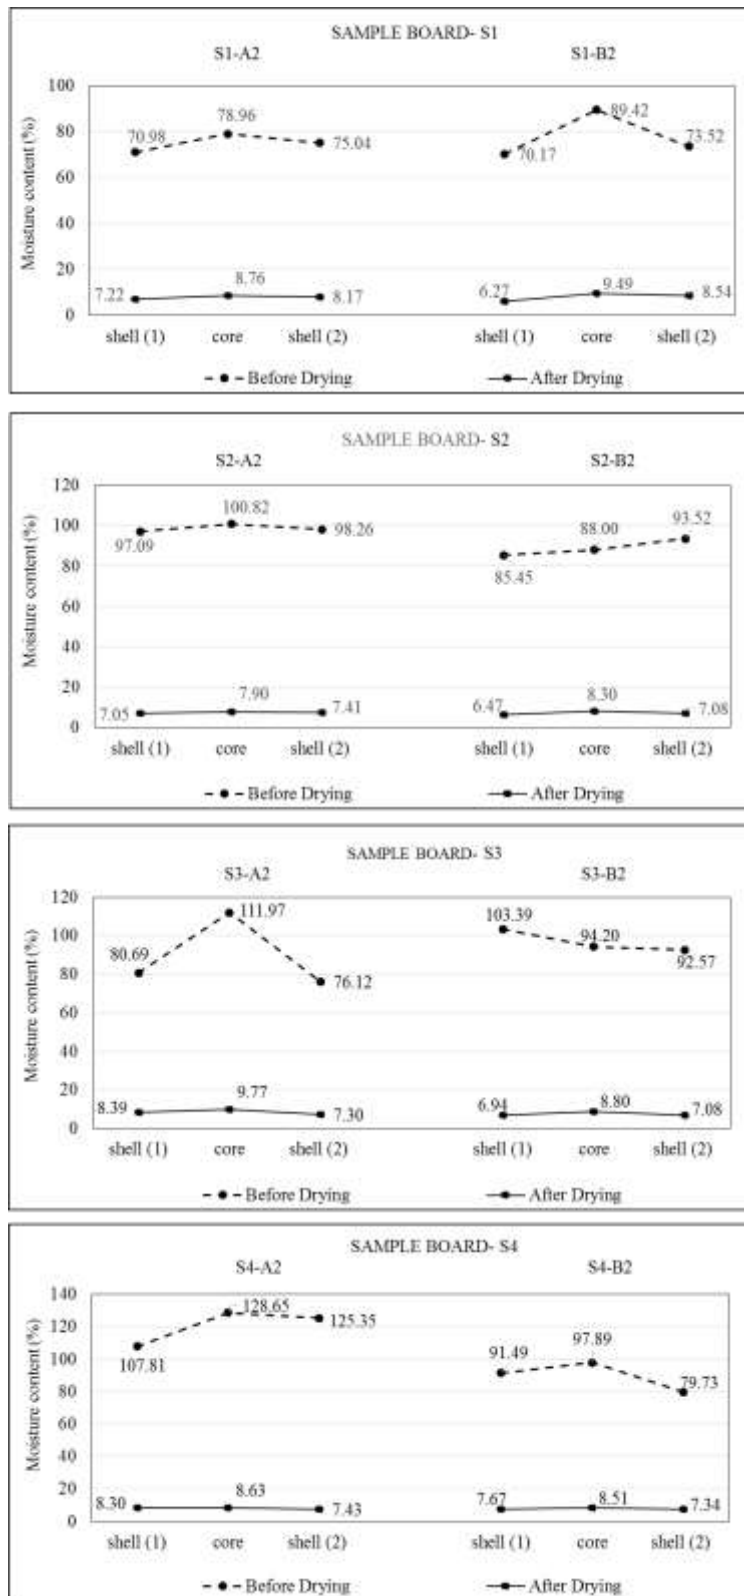 SAMPLE BOARD- S1
S1-A2 S1-B2
Moisture content (%)
100
80
60
40
20
0
70.98 78.96 75.04 70.17 89.42 73.52
7.22 8.76 8.17 6.27 9.49 8.54
shell (1) core shell (2) shell (1) core shell (2)
Before Drying After Drying
SAMPLE BOARD- S2
S2-A2 S2-B2
Moisture content (%)
120
100
80
60
40
20
0
97.09 100.82 98.26 85.45 88.00 93.52
7.05 7.90 7.41 6.47 8.30 7.08
shell (1) core shell (2) shell (1) core shell (2)
Before Drying After Drying
SAMPLE BOARD- S3
S3-A2 S3-B2
Moisture content (%)
120
100
80
60
40
20
0
80.69 111.97 76.12 103.39 94.20 92.57
8.39 9.77 7.30 6.94 8.80 7.08
shell (1) core shell (2) shell (1) core shell (2)
Before Drying After Drying
SAMPLE BOARD- S4
S4-A2 S4-B2
Moisture content (%)
140
120
100
80
60
40
20
0
107.81 128.65 125.35 91.49 97.89 79.73
8.30 8.63 7.43 7.67 8.51 7.34
shell (1) core shell (2) shell (1) core shell (2)
Before Drying After Drying